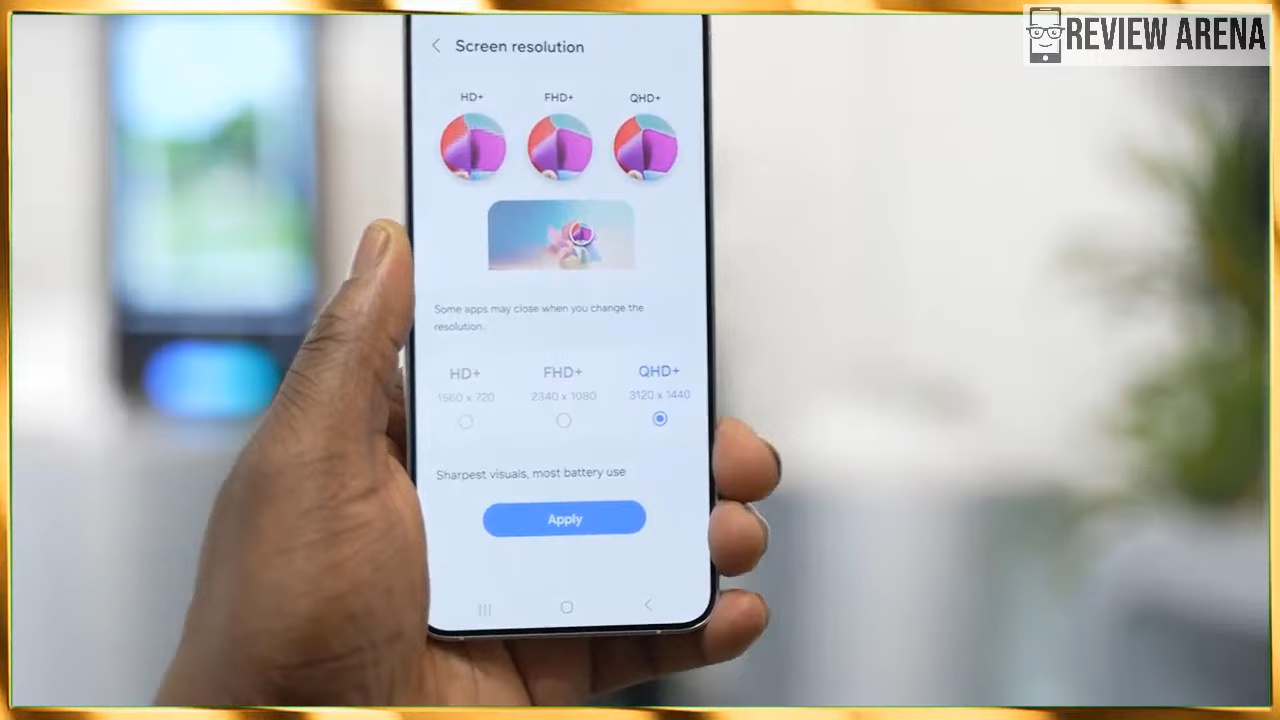 REVIEW ARENA
Screen resolution
HD+ FHD+ QHD+
Some apps may close when you change the
resolution.
HD+ FHD+ QHD+
1560 x 720 2340 x 1080 3120 x 1440
Sharpest visuals, most battery use
Apply